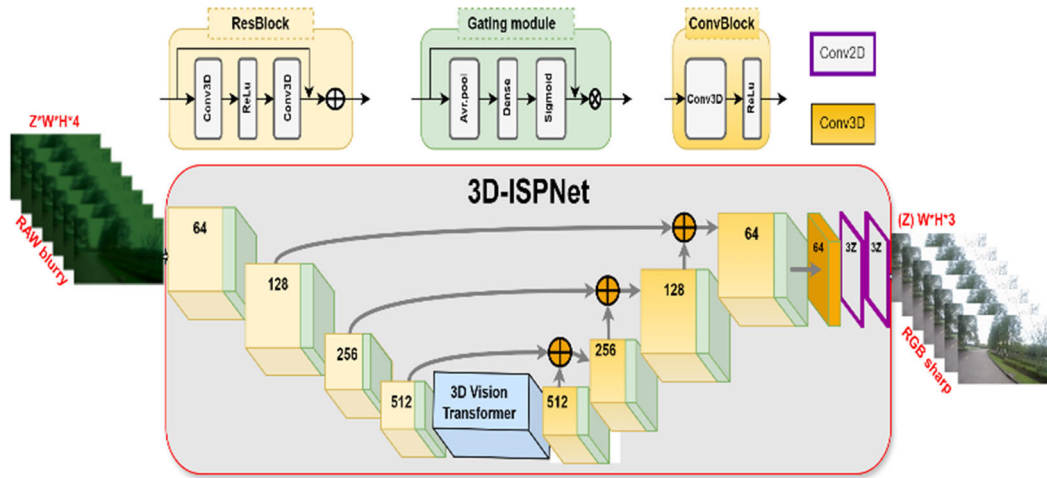 ResBlock
Conv3D
ReLu
Conv3D
Gating module
Avr.pool
Dense
Sigmoid
ConvBlock
Conv3D
ReLu
Conv2D
Conv3D
Z*W*H*4
RAW blurry
3D-ISPNet
64
128
256
512
3D Vision
Transformer
512
256
128
64
64
3Z
3Z
(Z) W*H*3
RGB sharp